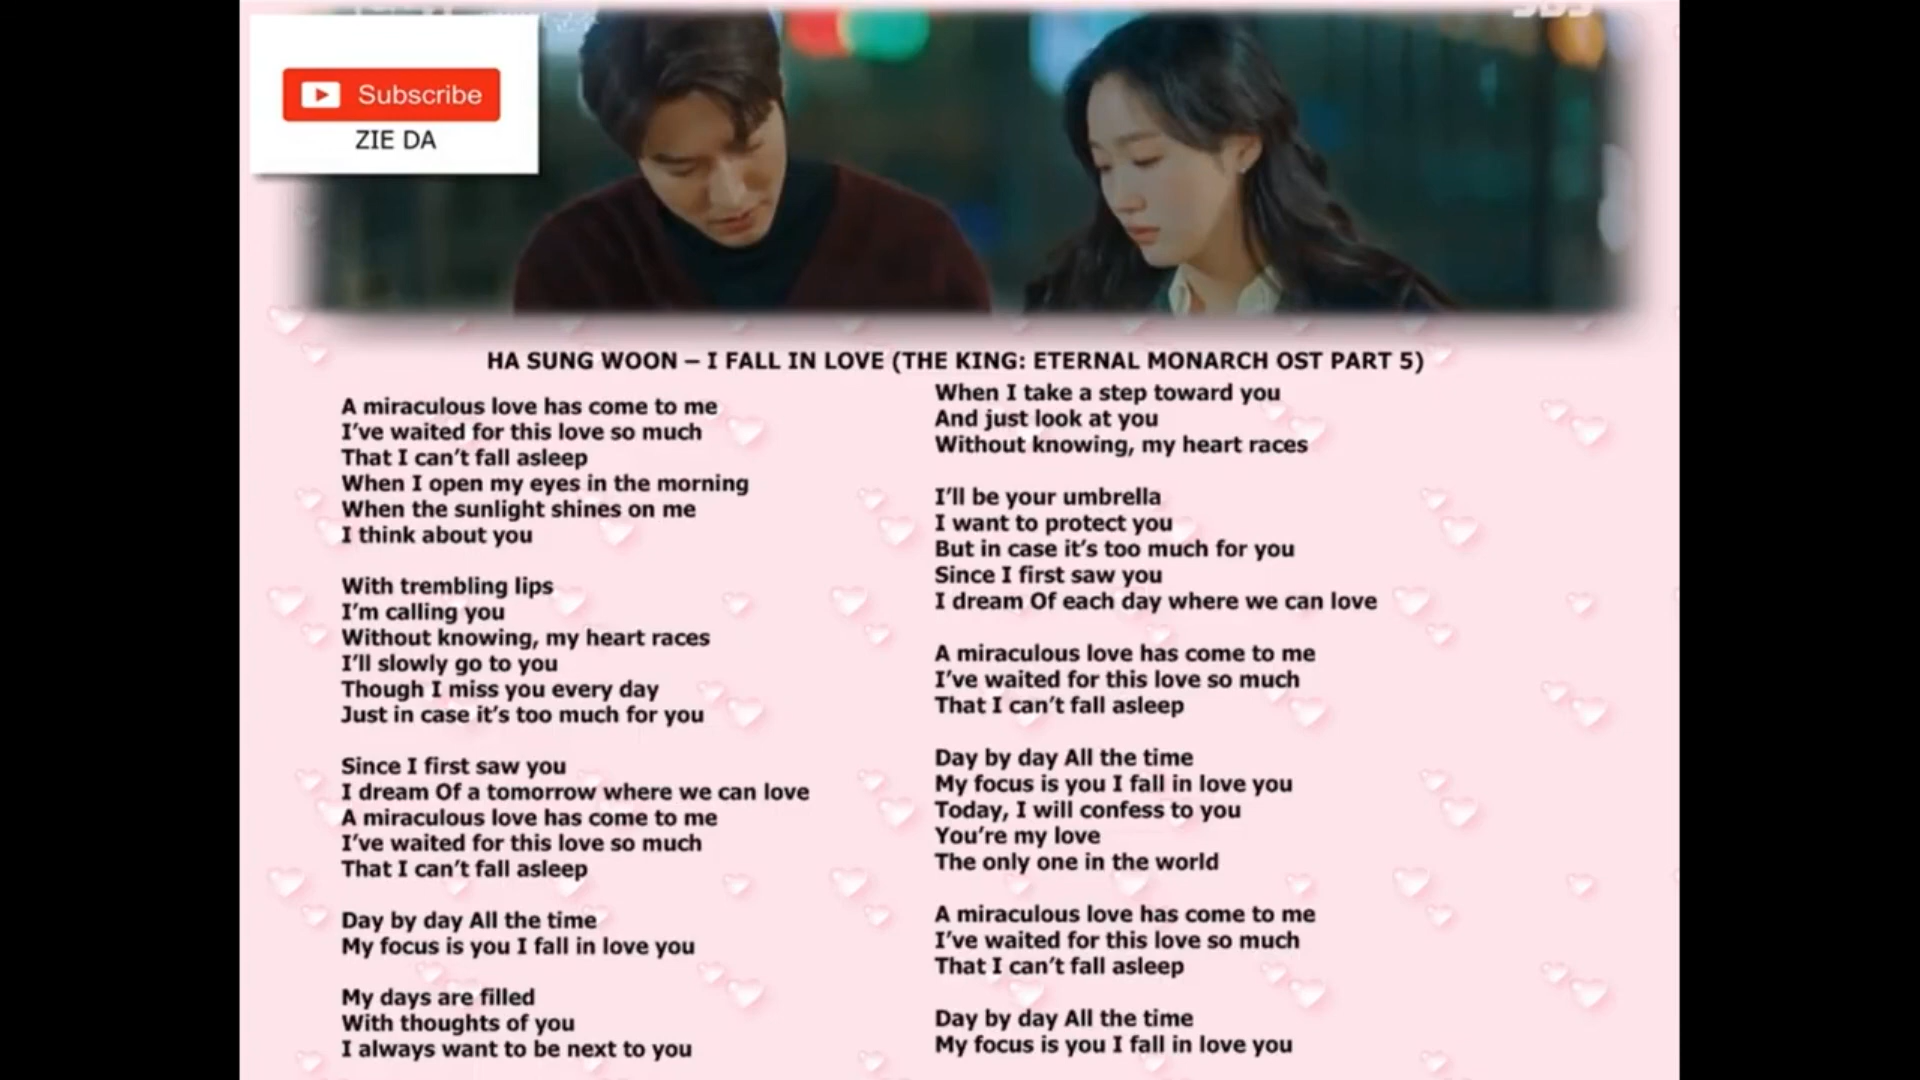 SBS
Subscribe
ZIE DA
HA SUNG WOON – I FALL IN LOVE (THE KING: ETERNAL MONARCH OST PART 5)
A miraculous love has come to me
I've waited for this love so much
That I can't fall asleep
When I open my eyes in the morning
When the sunlight shines on me
I think about you
With trembling lips
I'm calling you
Without knowing, my heart races
I'll slowly go to you
Though I miss you every day
Just in case it's too much for you
Since I first saw you
I dream Of a tomorrow where we can love
A miraculous love has come to me
I've waited for this love so much
That I can't fall asleep
Day by day All the time
My focus is you I fall in love you
My days are filled
With thoughts of you
I always want to be next to you
When I take a step toward you
And just look at you
Without knowing, my heart races
I'll be your umbrella
I want to protect you
But in case it's too much for you
Since I first saw you
I dream Of each day where we can love
A miraculous love has come to me
I've waited for this love so much
That I can't fall asleep
Day by day All the time
My focus is you I fall in love you
Today, I will confess to you
You're my love
The only one in the world
A miraculous love has come to me
I've waited for this love so much
That I can't fall asleep
Day by day All the time
My focus is you I fall in love you